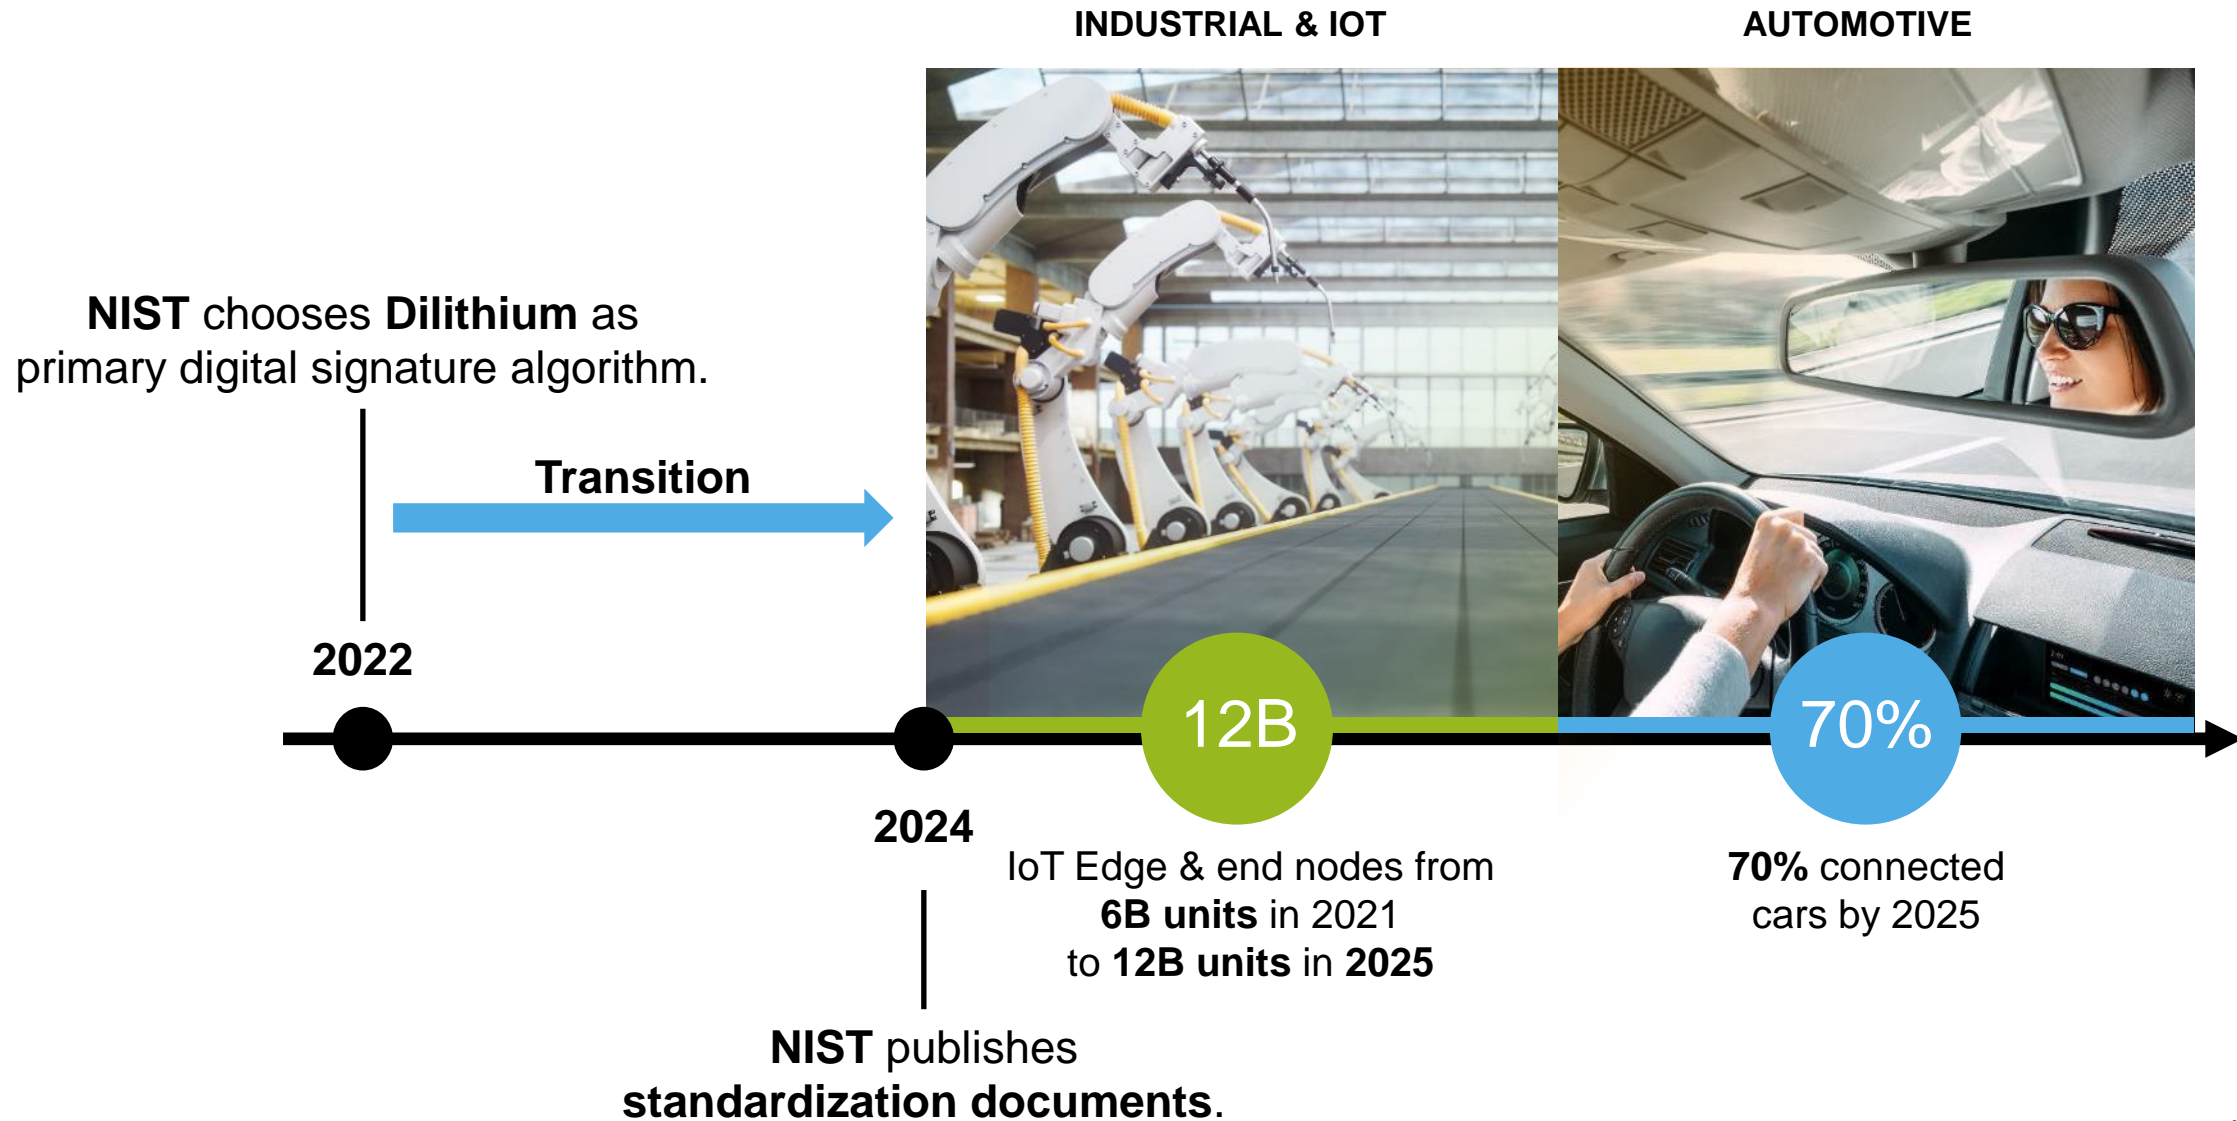 INDUSTRIAL & IOT
AUTOMOTIVE
NIST chooses Dilithium as
primary digital signature algorithm.
Transition
2022
12B
70%
2024
IoT Edge & end nodes from
6B units in 2021
to 12B units in 2025
70% connected
cars by 2025
NIST publishes
standardization documents.